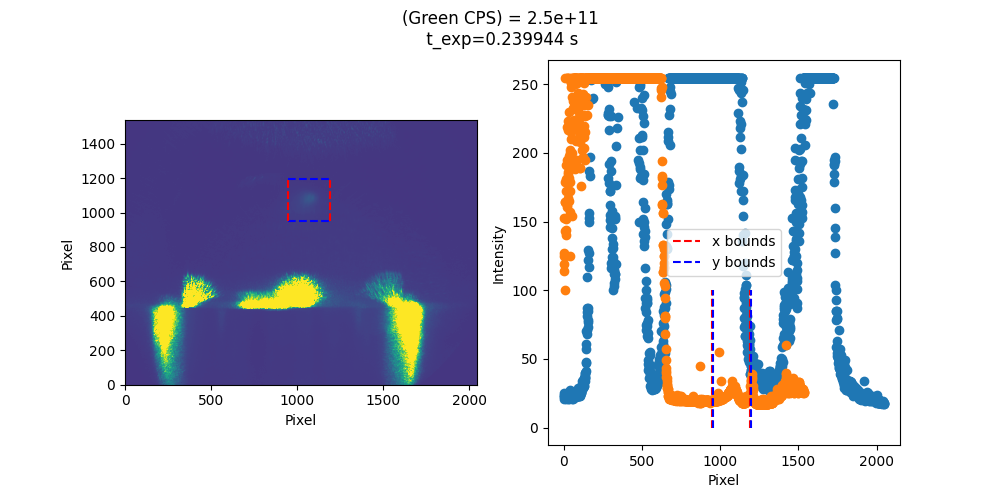 (Green CPS) = 2.5e+11
t_exp=0.239944 s
1400
1200
1000
800
600
400
200
0
Pixel
0 500 1000 1500 2000
Pixel
250
200
150
100
50
0
Intensity
x bounds
y bounds
0 500 1000 1500 2000
Pixel